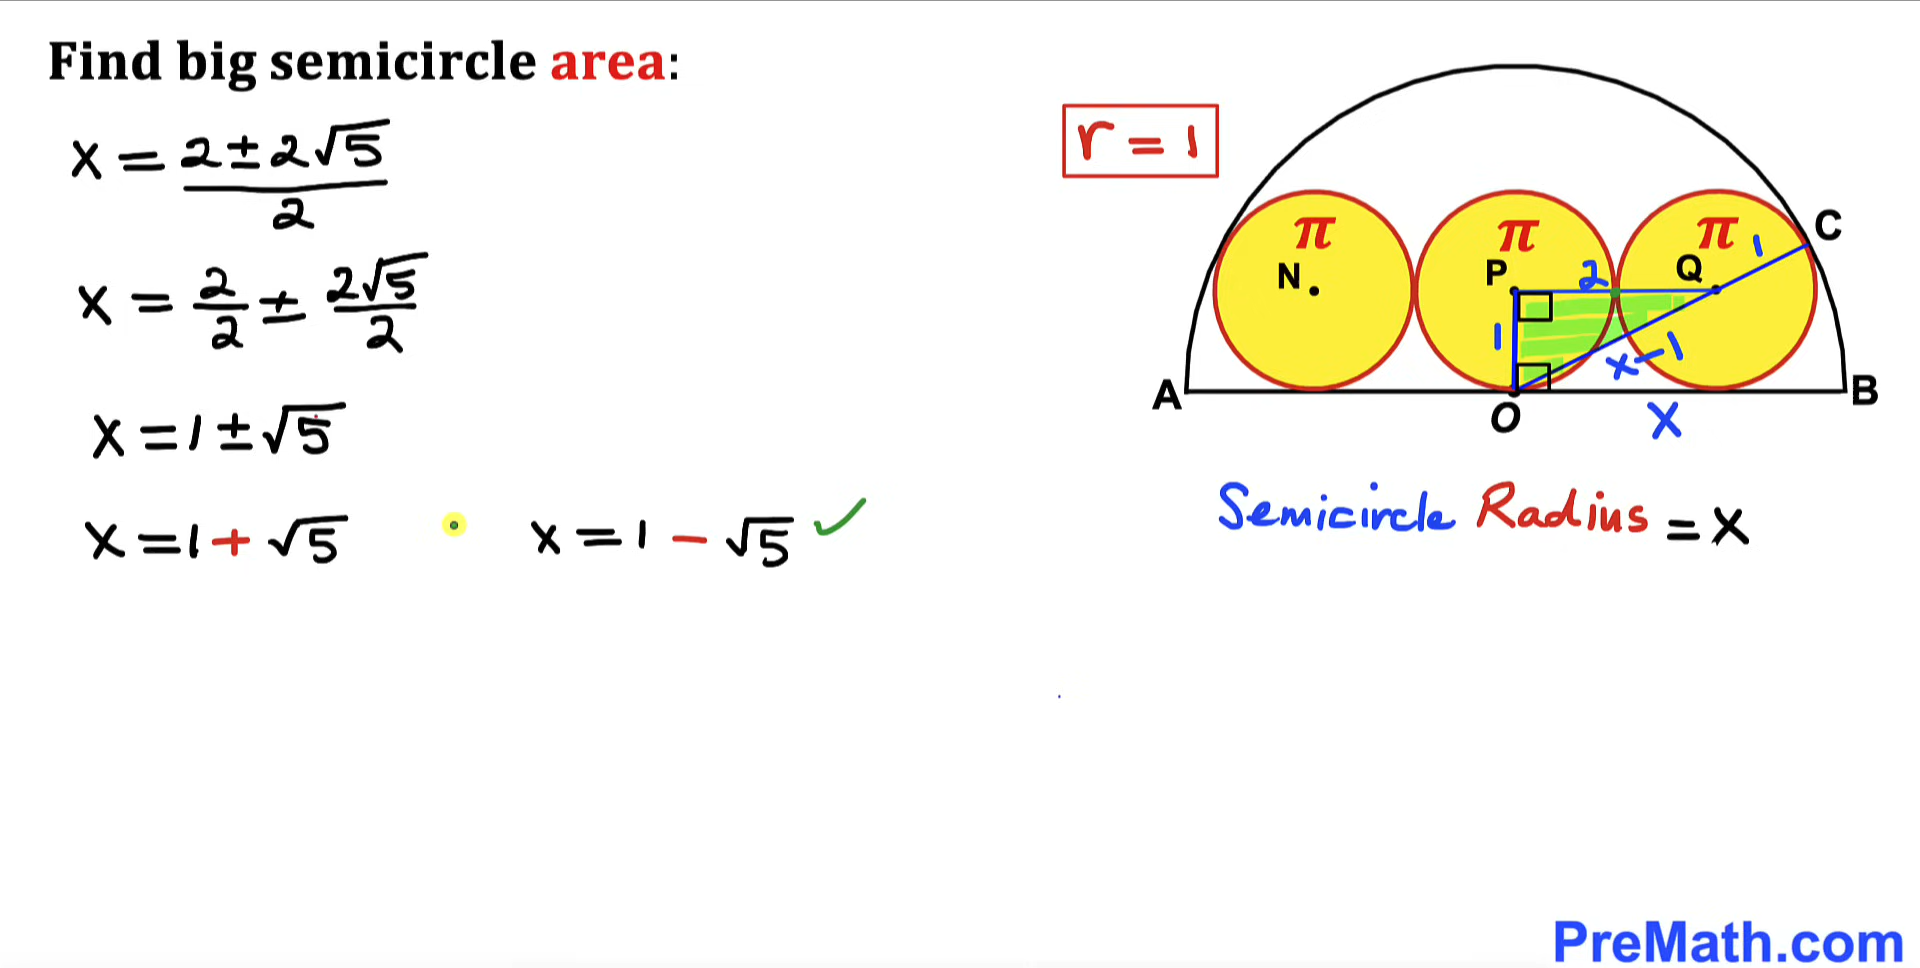 Find big semicircle area:
x = 2 ± 2√5 / 2
x = 2/2 ± 2√5/2
x = 1 ± √5
x = 1 + √5
x = 1 - √5 ✓
r = 1
π π π C
1
N. P 2 Q
1
x-1
A B
O x
Semicircle Radius = x
PreMath.com